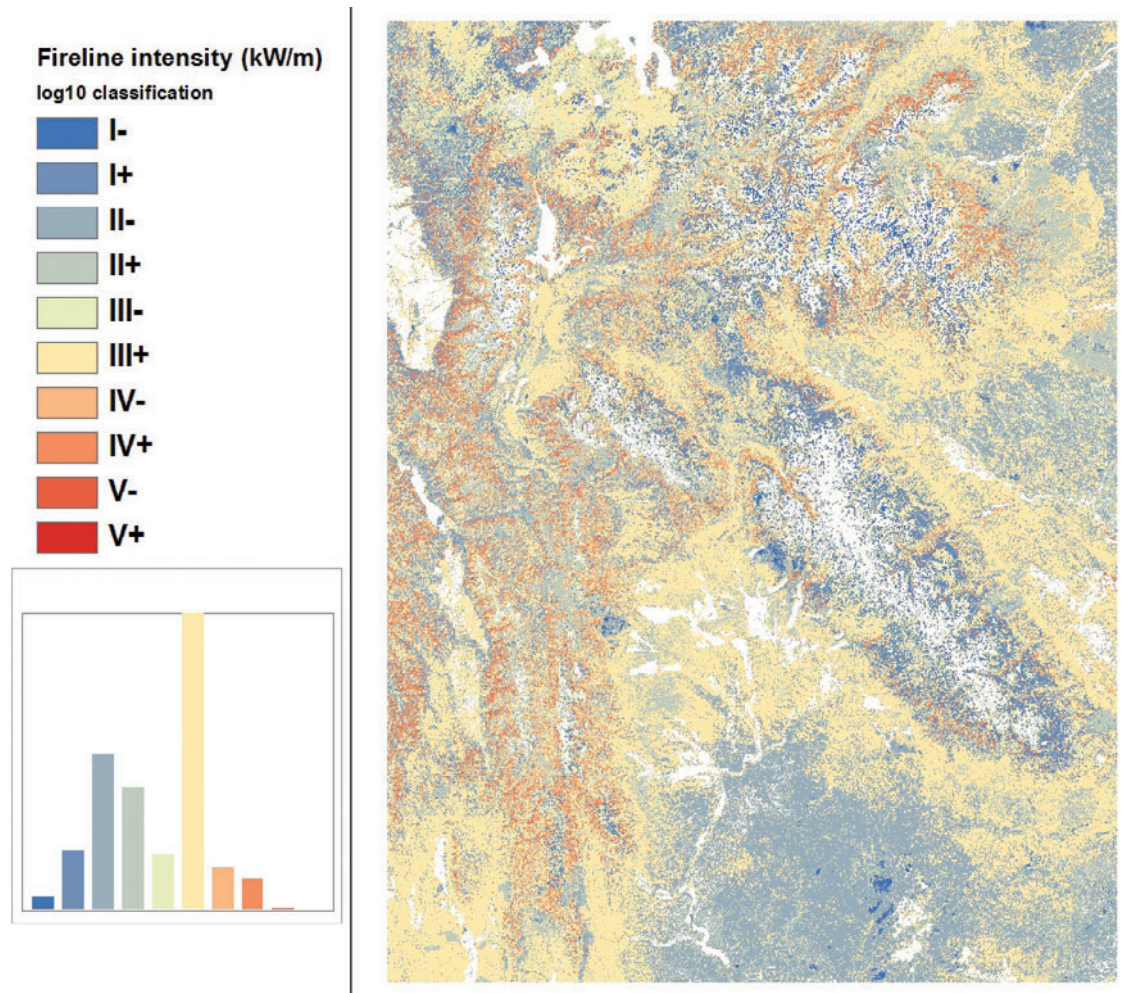 Fireline intensity (kW/m)
log10 classification
I-
I+
II-
II+
III-
III+
IV-
IV+
V-
V+